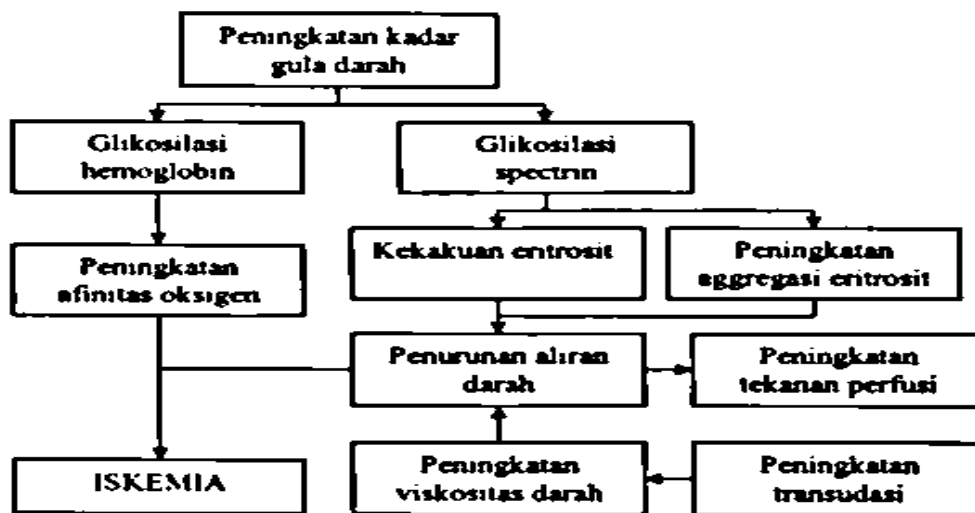 Peningkatan kadar
gula darah
Glikosilasi
hemoglobin
Glikosilasi
spectrin
Peningkatan
afinitas oksigen
Kekakuan eritrosit
Peningkatan
aggregasi eritrosit
Penurunan aliran
darah
Peningkatan
tekanan perfusi
ISKEMIA
Peningkatan
viskositas darah
Peningkatan
transudasi